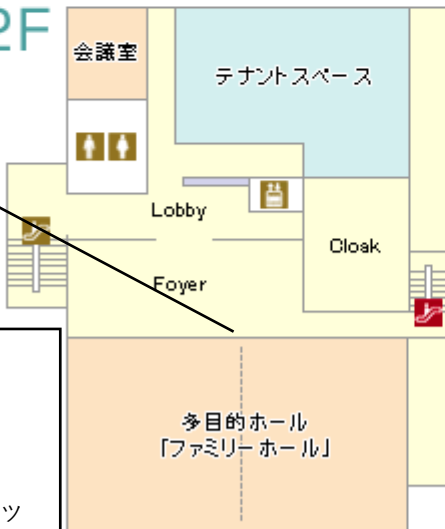 2F
会議室
テナントスペース
Lobby
Cloak
Foyer
多目的ホール
「ファミリーホール」
ツ